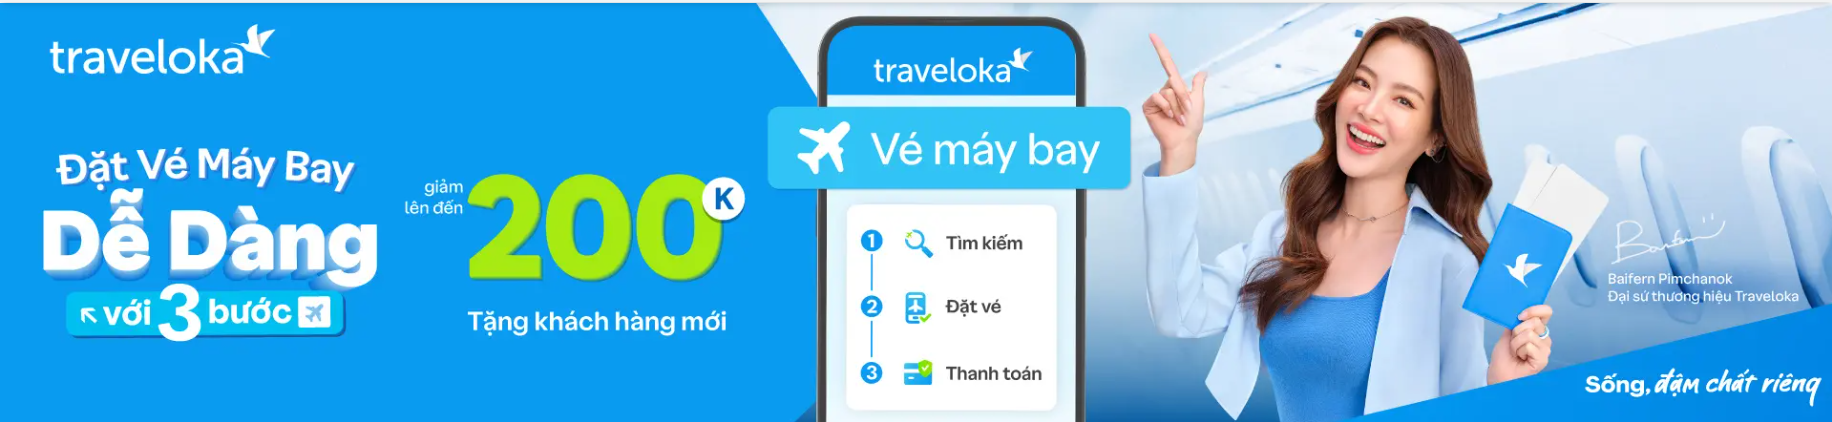 traveloka
Đặt Vé Máy Bay
Dễ Dàng
với 3 bước
giảm
lên đến
200K
Tặng khách hàng mới
traveloka
Vé máy bay
1 Tìm kiếm
2 Đặt vé
3 Thanh toán
Baifern Pimchanok
Đại sứ thương hiệu Traveloka
Sống, đậm chất riêng